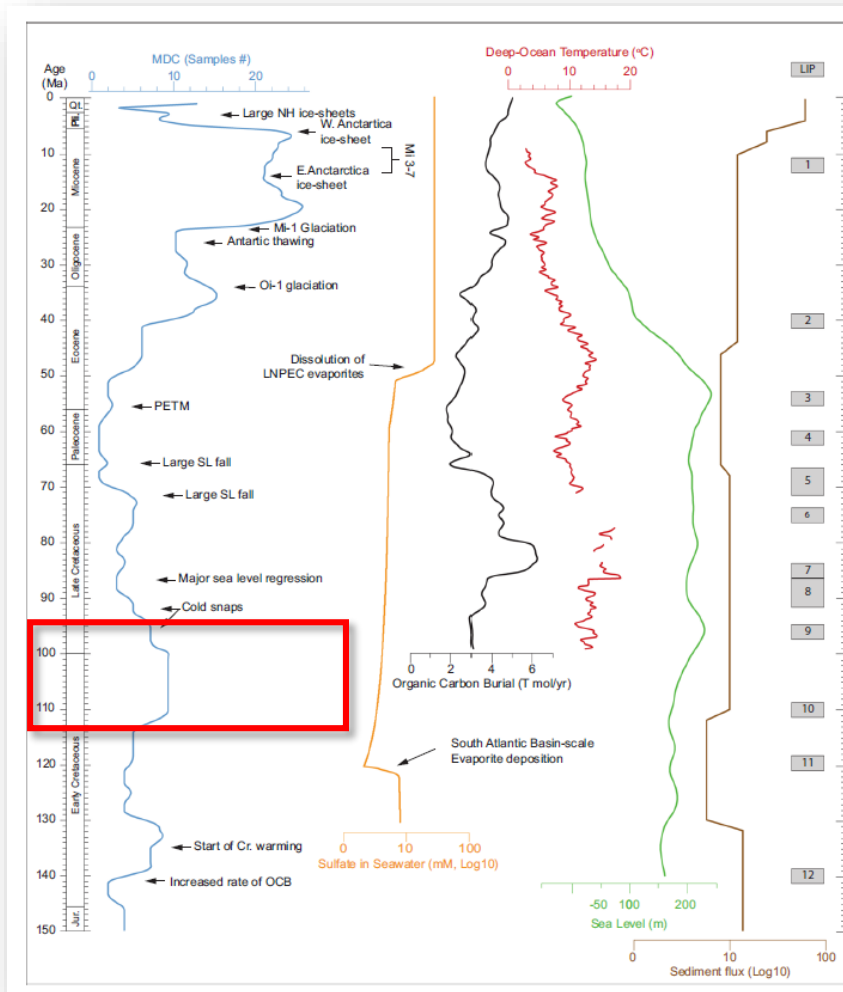 MDC (Samples #)
0 10 20
Deep-Ocean Temperature (°C)
0 10 20
LIP
Age
(Ma)
0
10
20
30
40
50
60
70
80
90
100
110
120
130
140
150
Qt.
Pli.
Miocene
Oligocene
Eocene
Paleocene
Late Cretaceous
Early Cretaceous
Jur.
Large NH ice-sheets
W. Anctartica
ice-sheet
E.Anctarctica
ice-sheet
Mi 3-7
Mi-1 Glaciation
Antartic thawing
Oi-1 glaciation
Dissolution of
LNPEC evaporites
PETM
Large SL fall
Large SL fall
Major sea level regression
Cold snaps
0 2 4 6
Organic Carbon Burial (T mol/yr)
South Atlantic Basin-scale
Evaporite deposition
Start of Cr. warming
Increased rate of OCB
0 10 100
Sulfate in Seawater (mM, Log10)
-50 100 200
Sea Level (m)
0 10 100
Sediment flux (Log10)
1
2
3
4
5
6
7
8
9
10
11
12